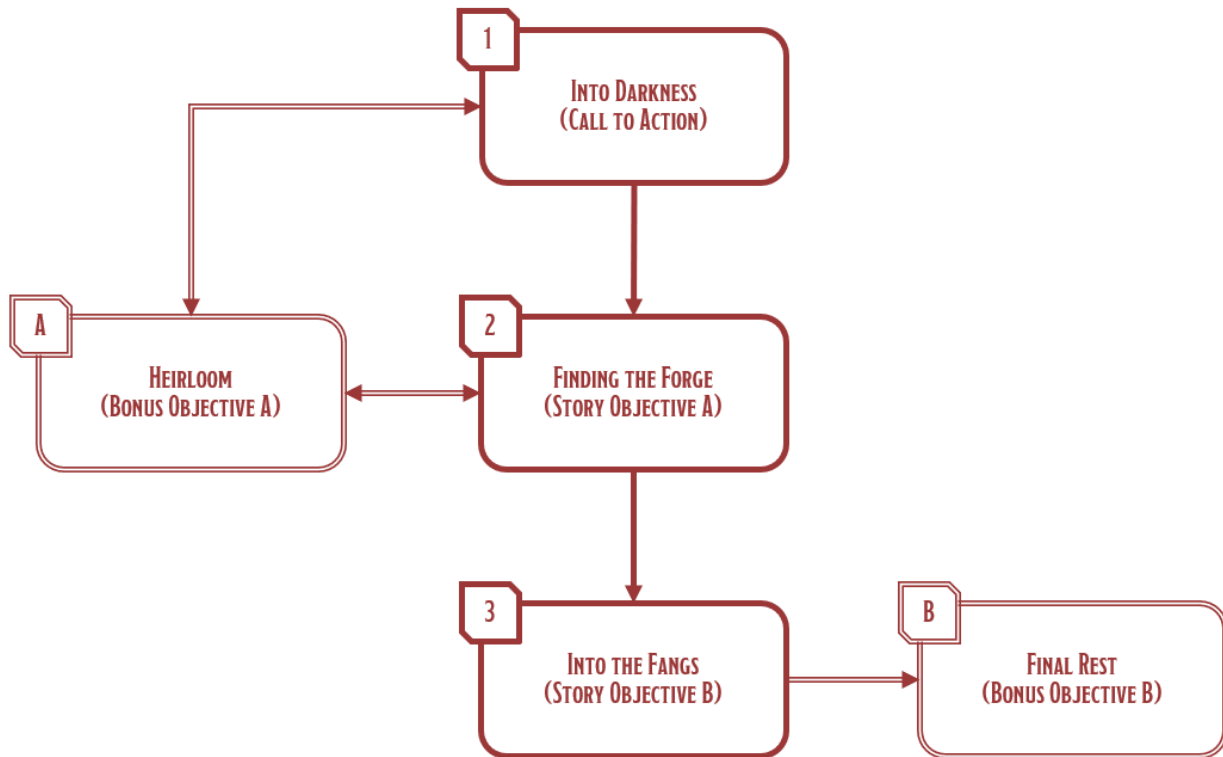 1
Into Darkness
(Call to Action)
A
Heirloom
(Bonus Objective A)
2
Finding the Forge
(Story Objective A)
3
Into the Fangs
(Story Objective B)
B
Final Rest
(Bonus Objective B)